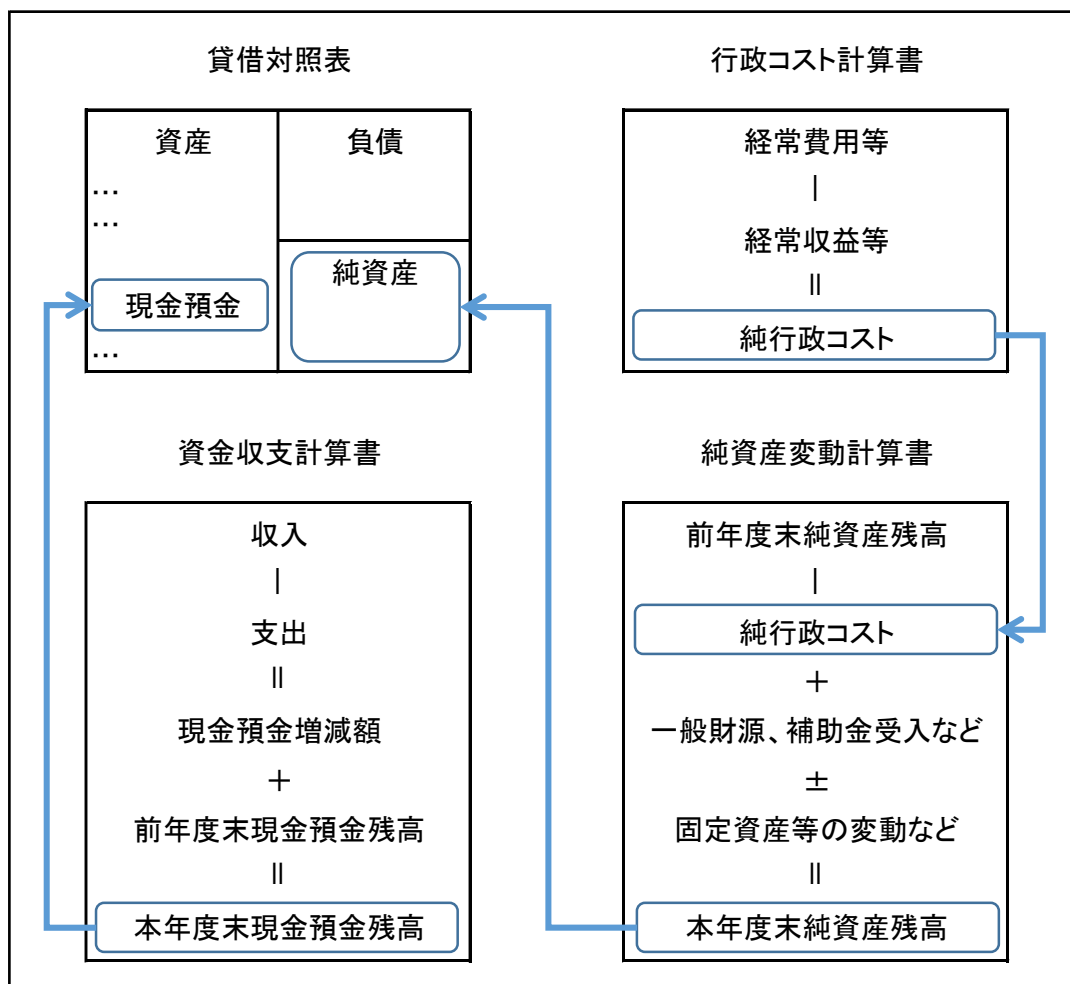 貸借対照表
資産
負債
…
…
純資産
現金預金
…
行政コスト計算書
経常費用等
|
経常収益等
॥
純行政コスト
資金収支計算書
収入
|
支出
॥
現金預金増減額
＋
前年度末現金預金残高
॥
本年度末現金預金残高
純資産変動計算書
前年度末純資産残高
|
純行政コスト
＋
一般財源、補助金受入など
±
固定資産等の変動など
॥
本年度末純資産残高